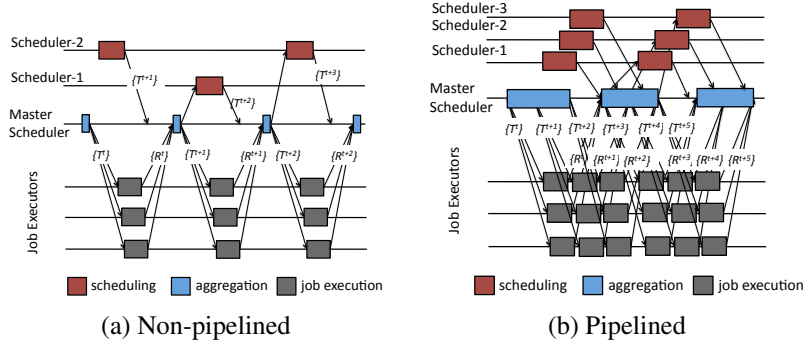 Scheduler-2
{T^{t+1}}
{T^{t+3}}
Scheduler-1
{T^{t+2}}
Master
Scheduler
{T^t}
{R^t}
{T^{t+1}}
{R^{t+1}}
{T^{t+2}}
{R^{t+2}}
Job Executors
scheduling
aggregation
job execution
(a) Non-pipelined
Scheduler-3
Scheduler-2
Scheduler-1
Master
Scheduler
{T^t}
{T^{t+1}}
{T^{t+2}}
{T^{t+3}}
{T^{t+4}}
{T^{t+5}}
{R^t}
{R^{t+1}}
{R^{t+2}}
{R^{t+3}}
{R^{t+4}}
{R^{t+5}}
Job Executors
scheduling
aggregation
job execution
(b) Pipelined